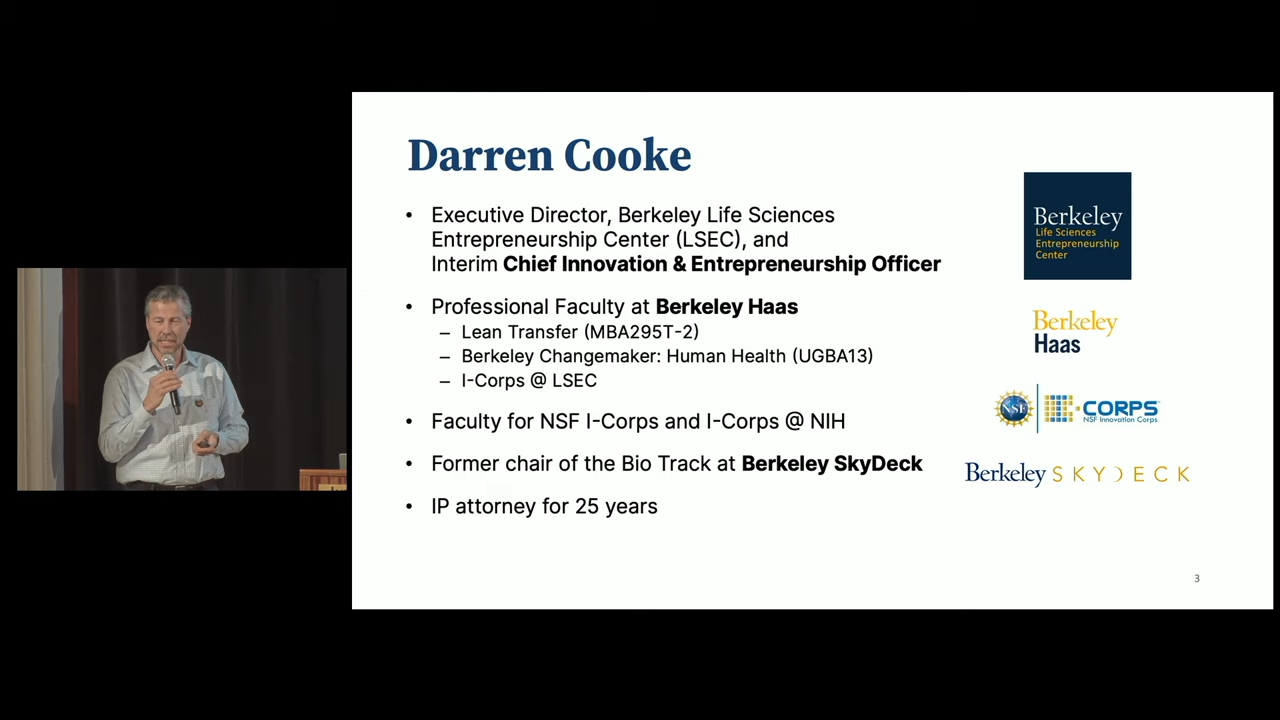 Darren Cooke
• Executive Director, Berkeley Life Sciences
Entrepreneurship Center (LSEC), and
Interim Chief Innovation & Entrepreneurship Officer
• Professional Faculty at Berkeley Haas
– Lean Transfer (MBA295T-2)
– Berkeley Changemaker: Human Health (UGBA13)
– I-Corps @ LSEC
• Faculty for NSF I-Corps and I-Corps @ NIH
• Former chair of the Bio Track at Berkeley SkyDeck
• IP attorney for 25 years
Berkeley
Life Sciences
Entrepreneurship
Center
Berkeley
Haas
NSF
I-CORPS
NSF Innovation Corps
Berkeley SKYDECK
3